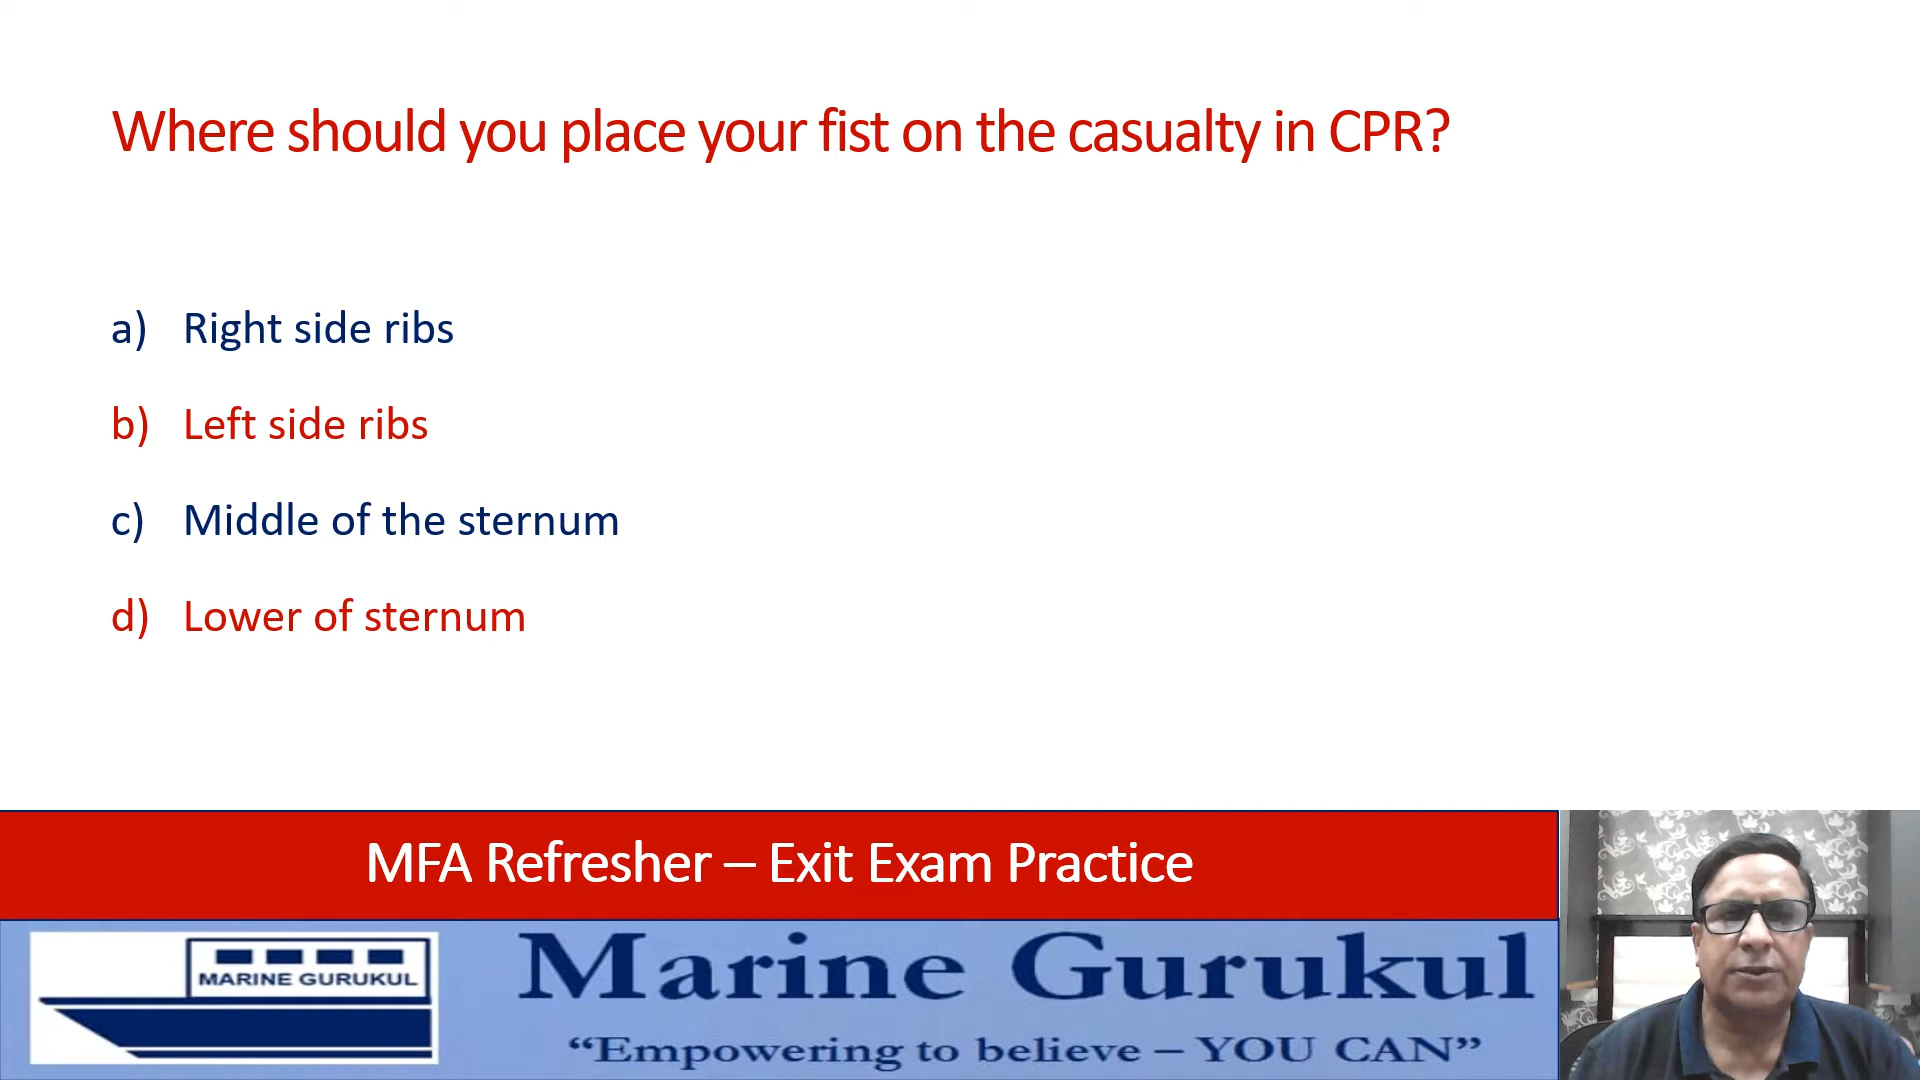 Where should you place your fist on the casualty in CPR?
a) Right side ribs
b) Left side ribs
c) Middle of the sternum
d) Lower of sternum
MFA Refresher – Exit Exam Practice
MARINE GURUKUL
Marine Gurukul
“Empowering to believe – YOU CAN”